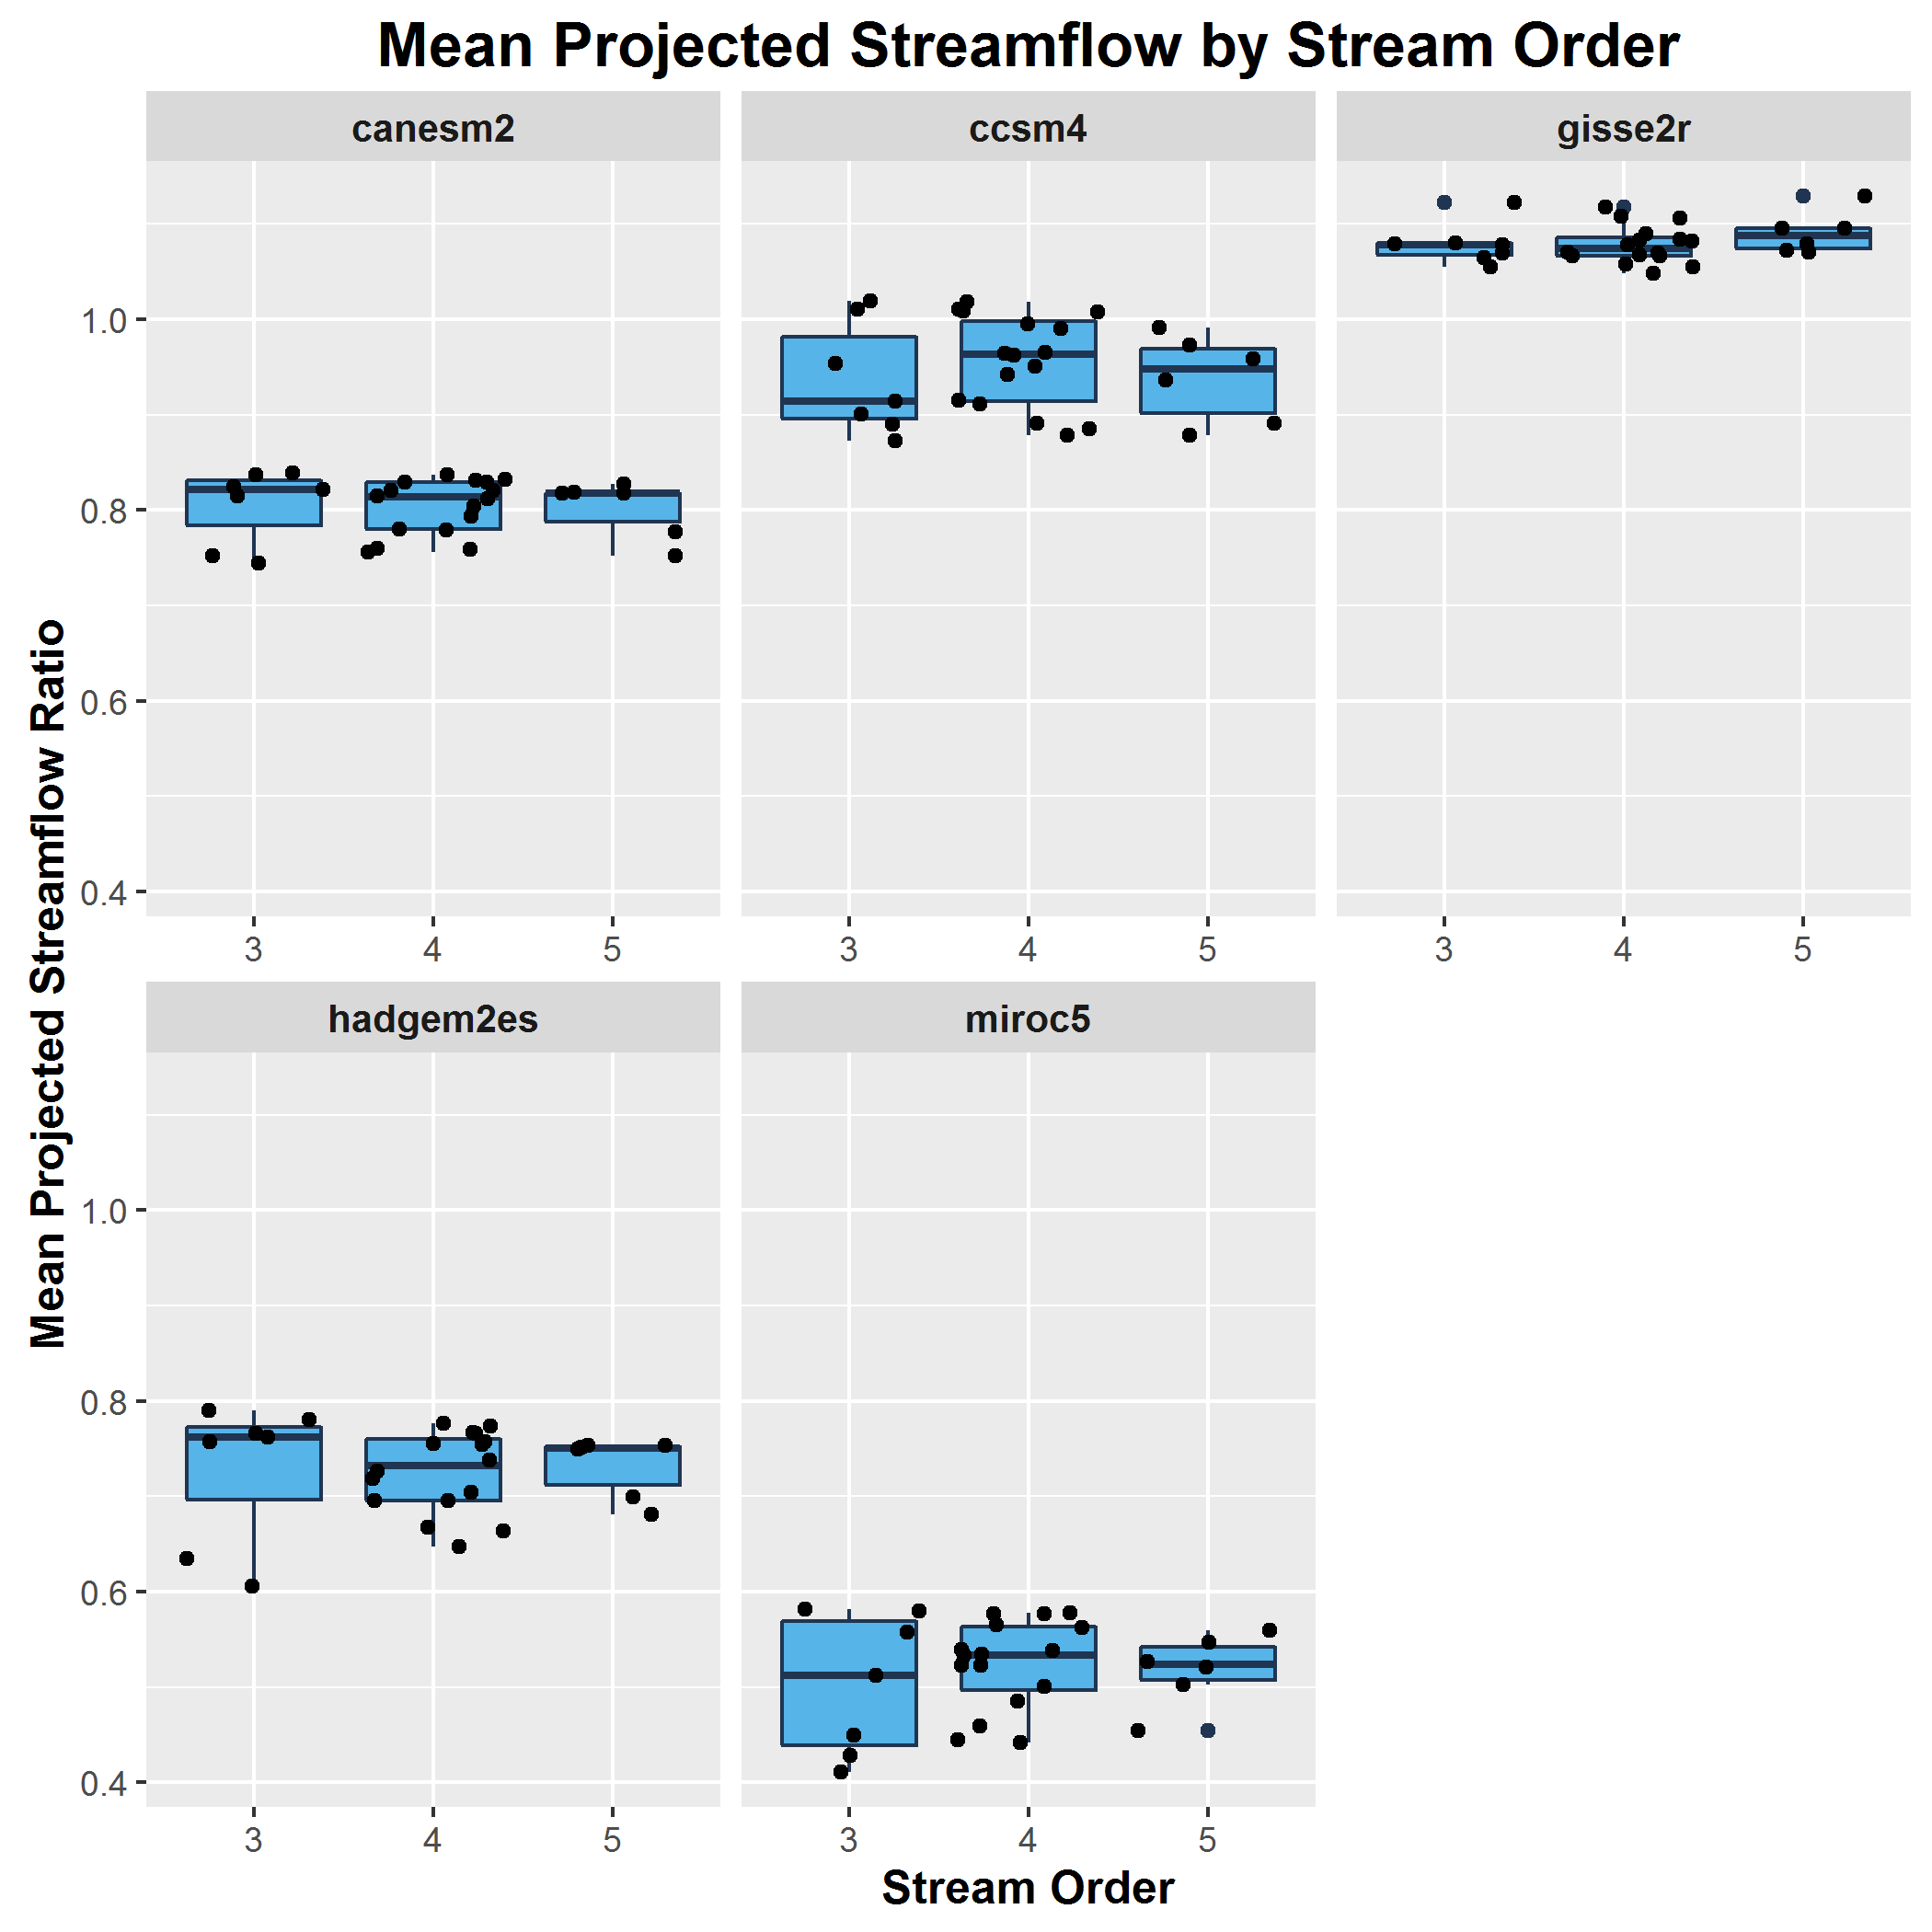 Mean Projected Streamflow by Stream Order
canesm2
ccsm4
gisse2r
Mean Projected Streamflow Ratio
1.0
0.8
0.6
0.4
3 4 5
3 4 5
3 4 5
hadgem2es
miroc5
1.0
0.8
0.6
0.4
3 4 5
3 4 5
Stream Order